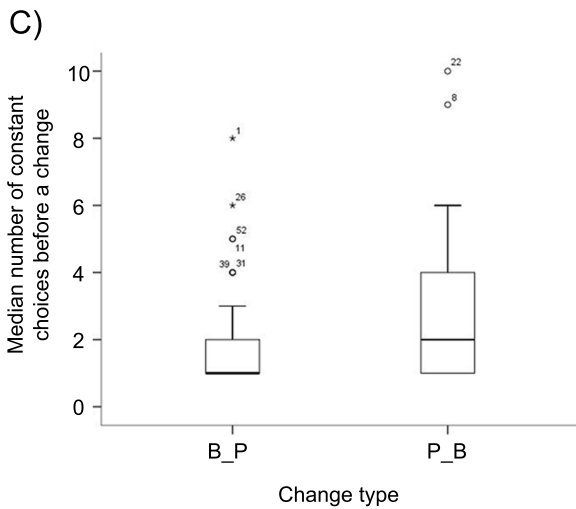 C)
Median number of constant
choices before a change
10
8
6
4
2
0
1
26
52
11
39 31
22
8
B_P P_B
Change type